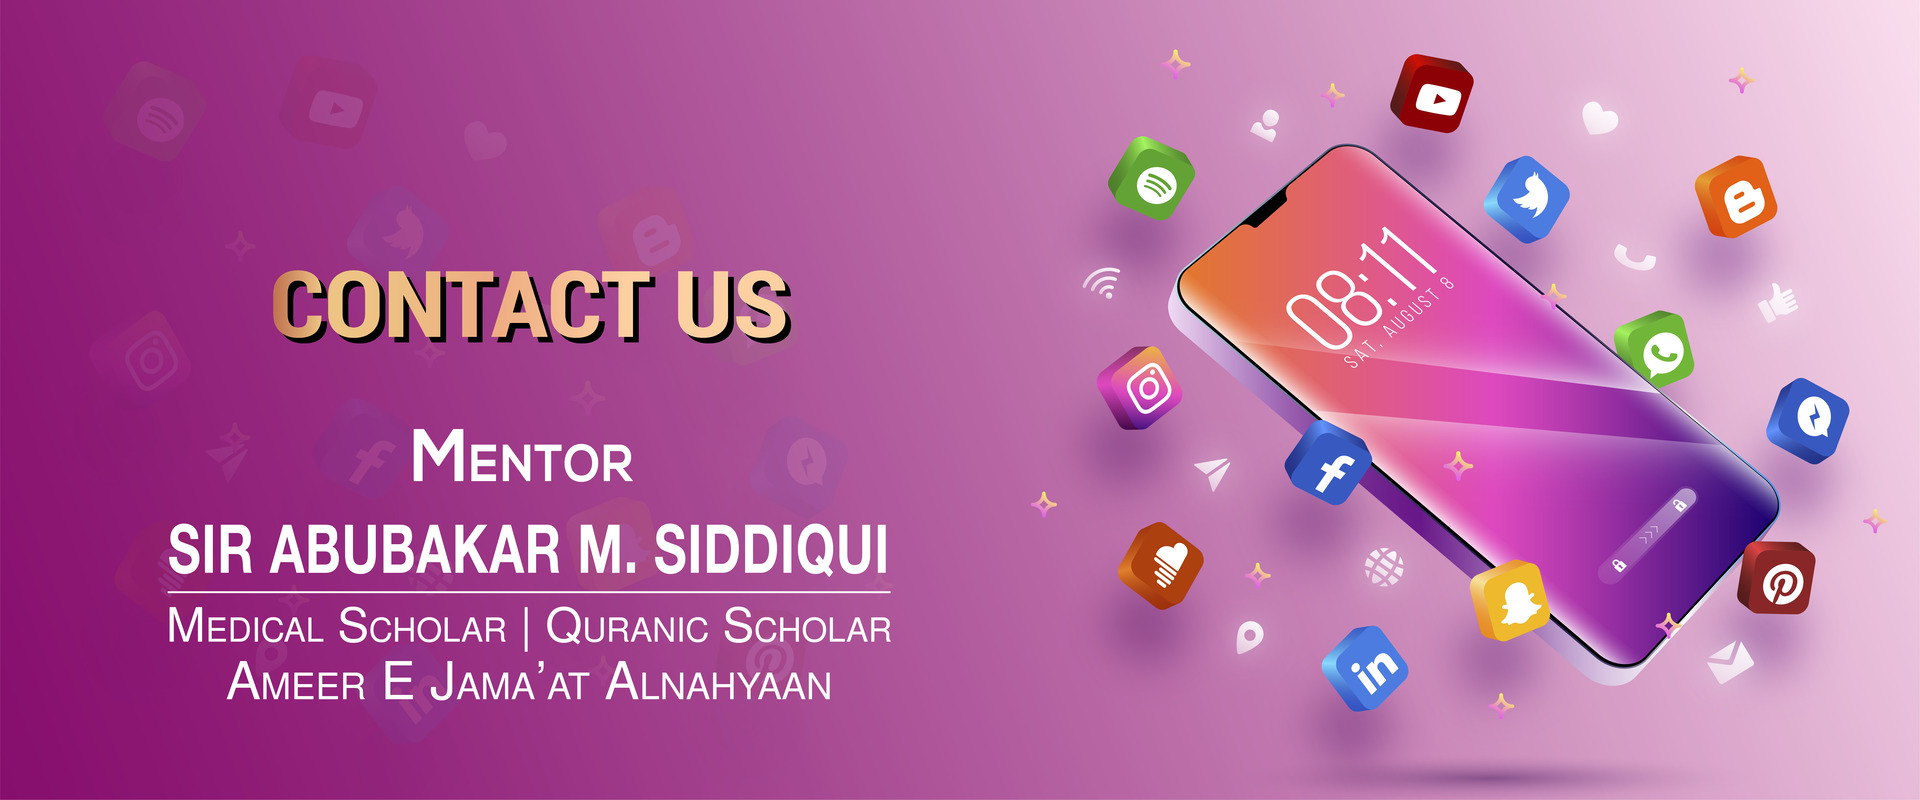 CONTACT US
MENTOR
SIR ABUBAKAR M. SIDDIQUI
MEDICAL SCHOLAR | QURANIC SCHOLAR
AMEER E JAMA’AT ALNAHYAAN
08:11
SAT, AUGUST 8